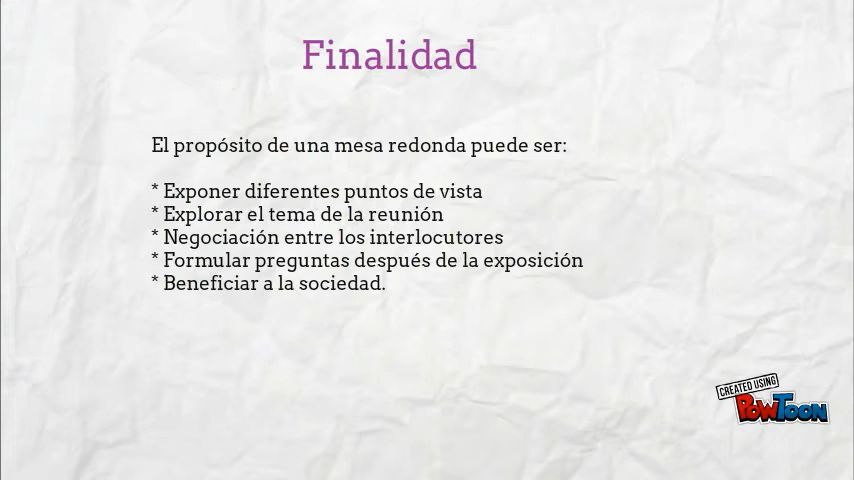 Finalidad
El propósito de una mesa redonda puede ser:
* Exponer diferentes puntos de vista
* Explorar el tema de la reunión
* Negociación entre los interlocutores
* Formular preguntas después de la exposición
* Beneficiar a la sociedad.
CREATED USING
POWTOON